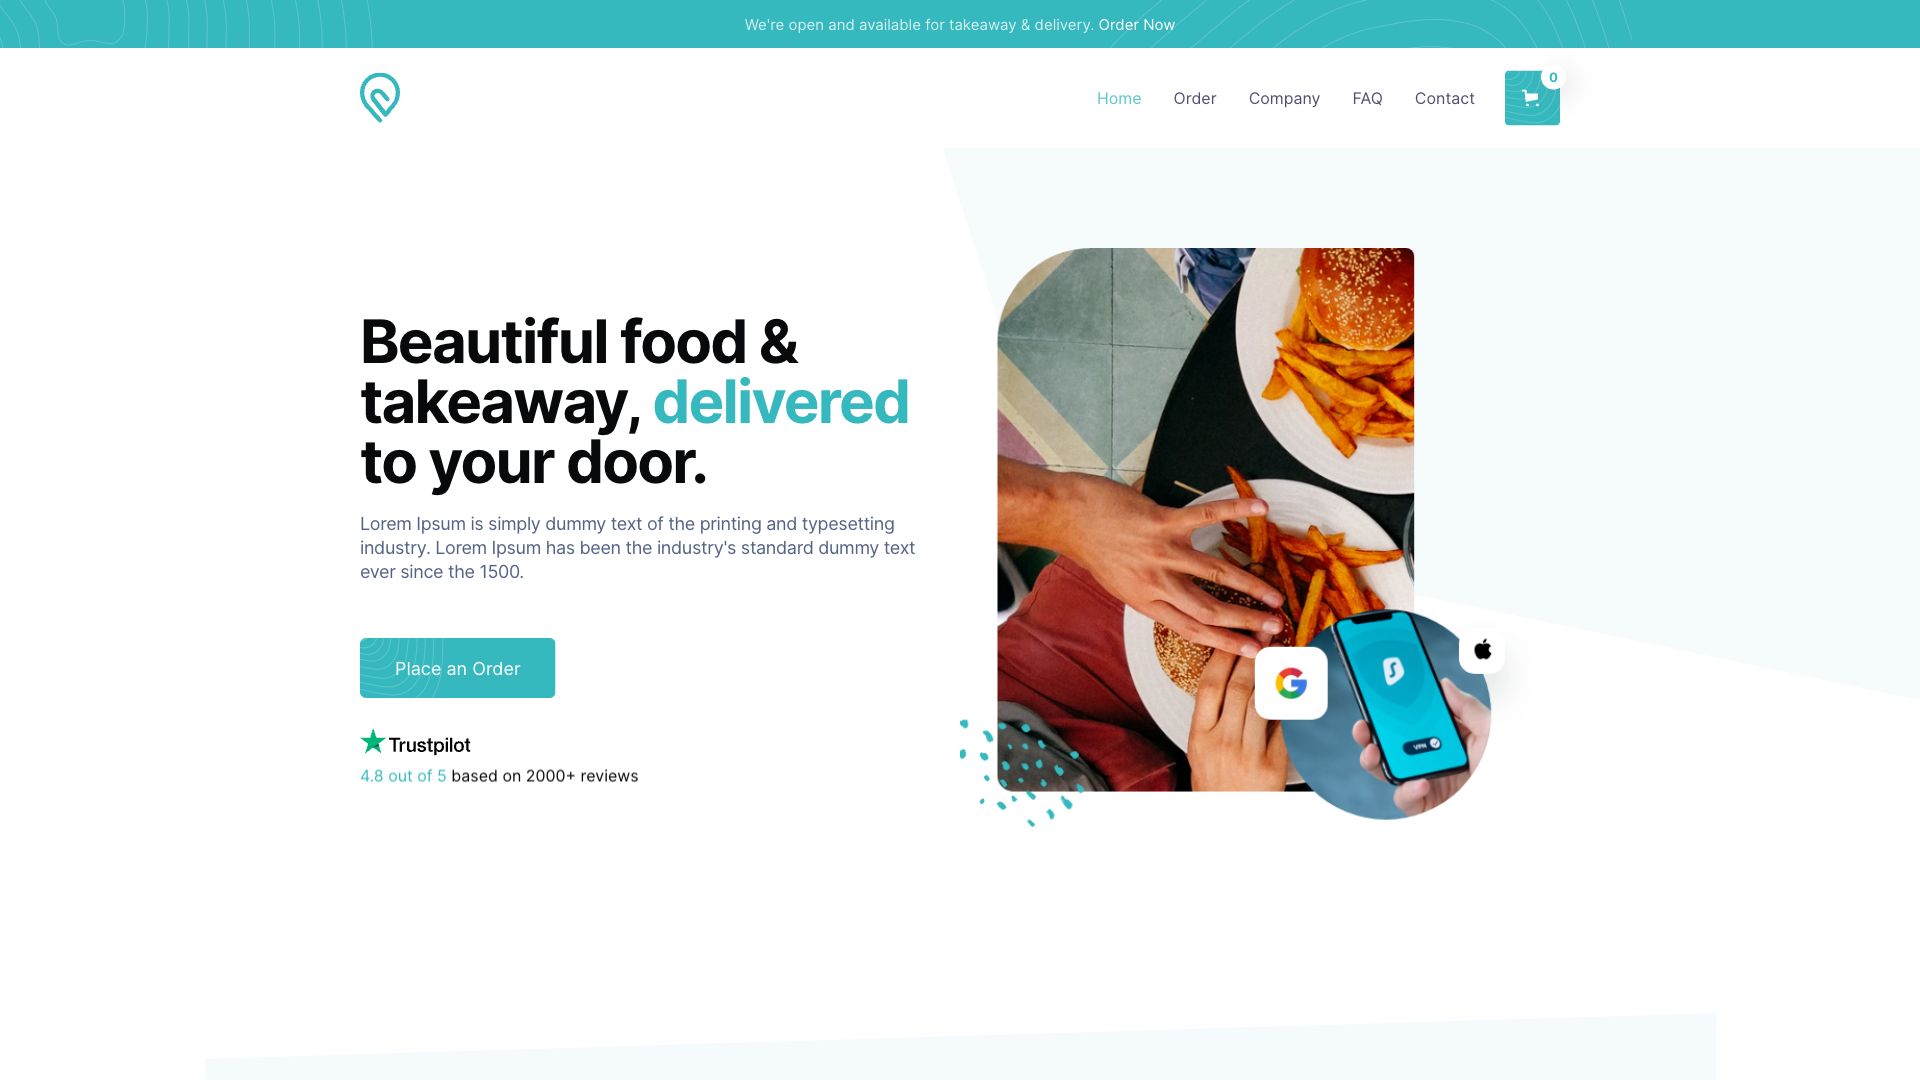 We're open and available for takeaway & delivery. Order Now
Home Order Company FAQ Contact
0
Beautiful food &
takeaway, delivered
to your door.
Lorem Ipsum is simply dummy text of the printing and typesetting
industry. Lorem Ipsum has been the industry's standard dummy text
ever since the 1500.
Place an Order
Trustpilot
4.8 out of 5 based on 2000+ reviews
G
VPN